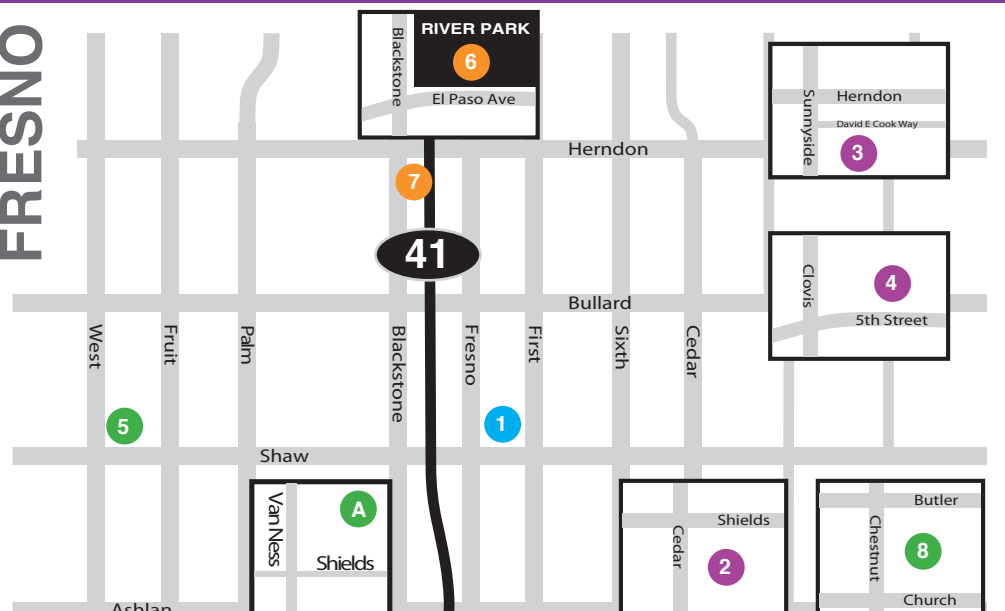 FRESNO
Blackstone
RIVER PARK
6
El Paso Ave
Sunnyside
Herndon
David E Cook Way
3
Herndon
7
41
Clovis
4
5th Street
Bullard
West
Fruit
Palm
Blackstone
Fresno
First
Sixth
Cedar
5
1
Shaw
Van Ness
A
Shields
Cedar
Shields
2
Chestnut
Butler
8
Church
Ashlan